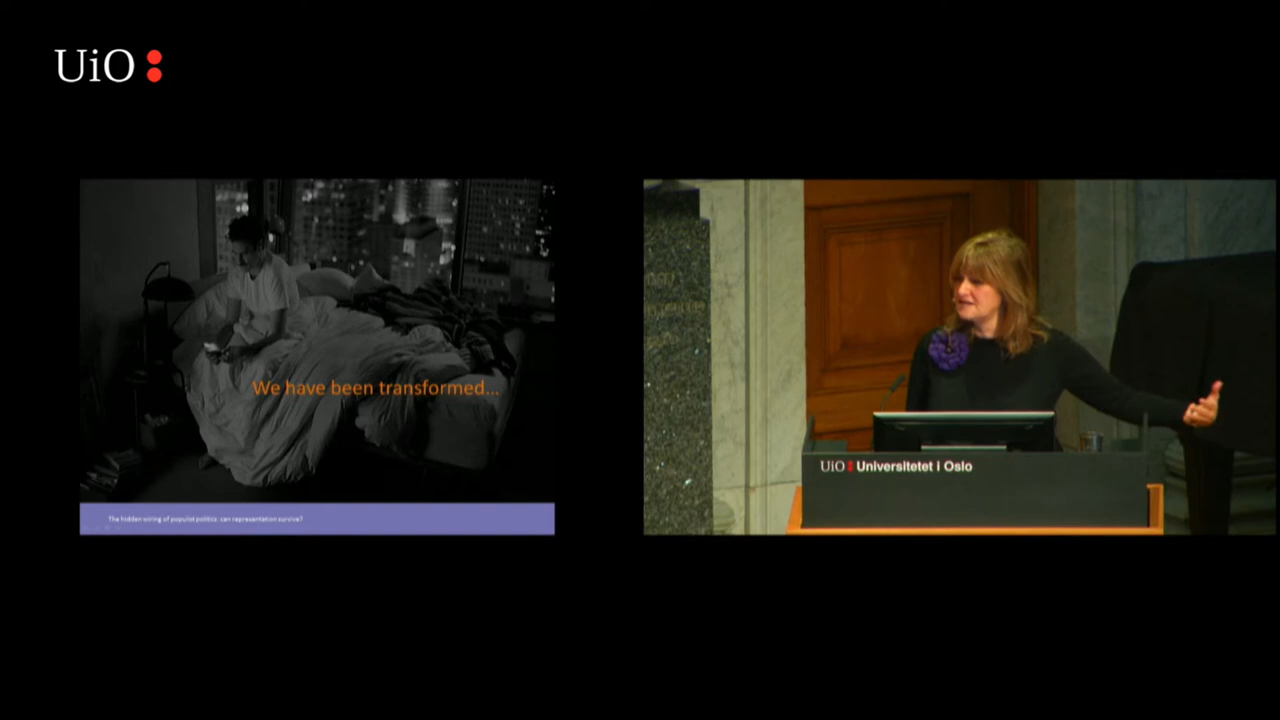 UiO:
We have been transformed...
The hidden wiring of populist politics: can representation survive?
UiO: Universitetet i Oslo